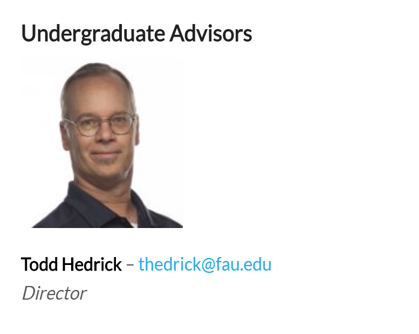 Undergraduate Advisors
Todd Hedrick – thedrick@fau.edu
Director